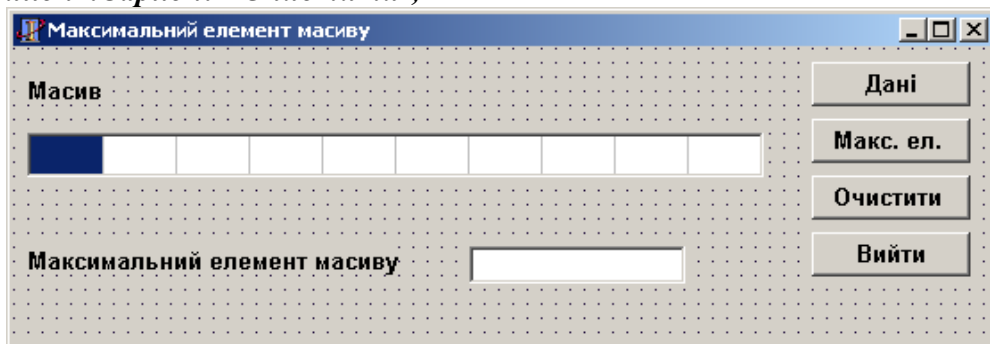 Максимальний елемент масиву
Дані
Масив
Макс. ел.
Очистити
Вийти
Максимальний елемент масиву